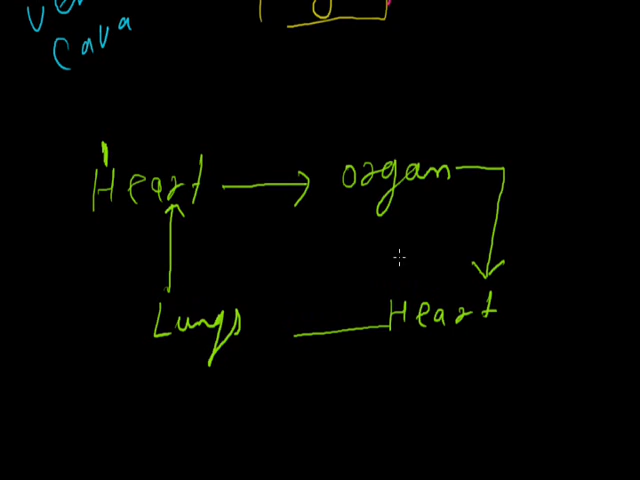 Cava
Heart → organ
Lungs — Heart